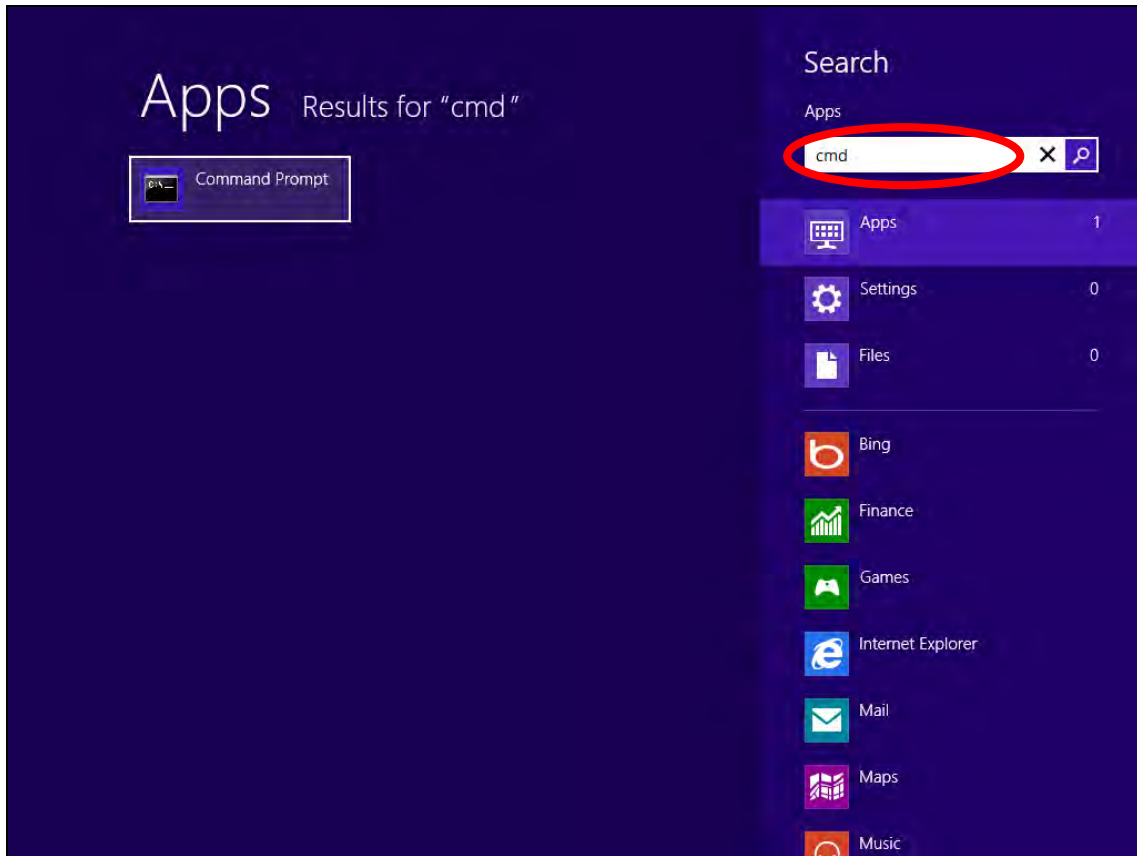 Apps Results for "cmd"
Command Prompt
Search
Apps
cmd
Apps 1
Settings 0
Files 0
Bing
Finance
Games
Internet Explorer
Mail
Maps
Music